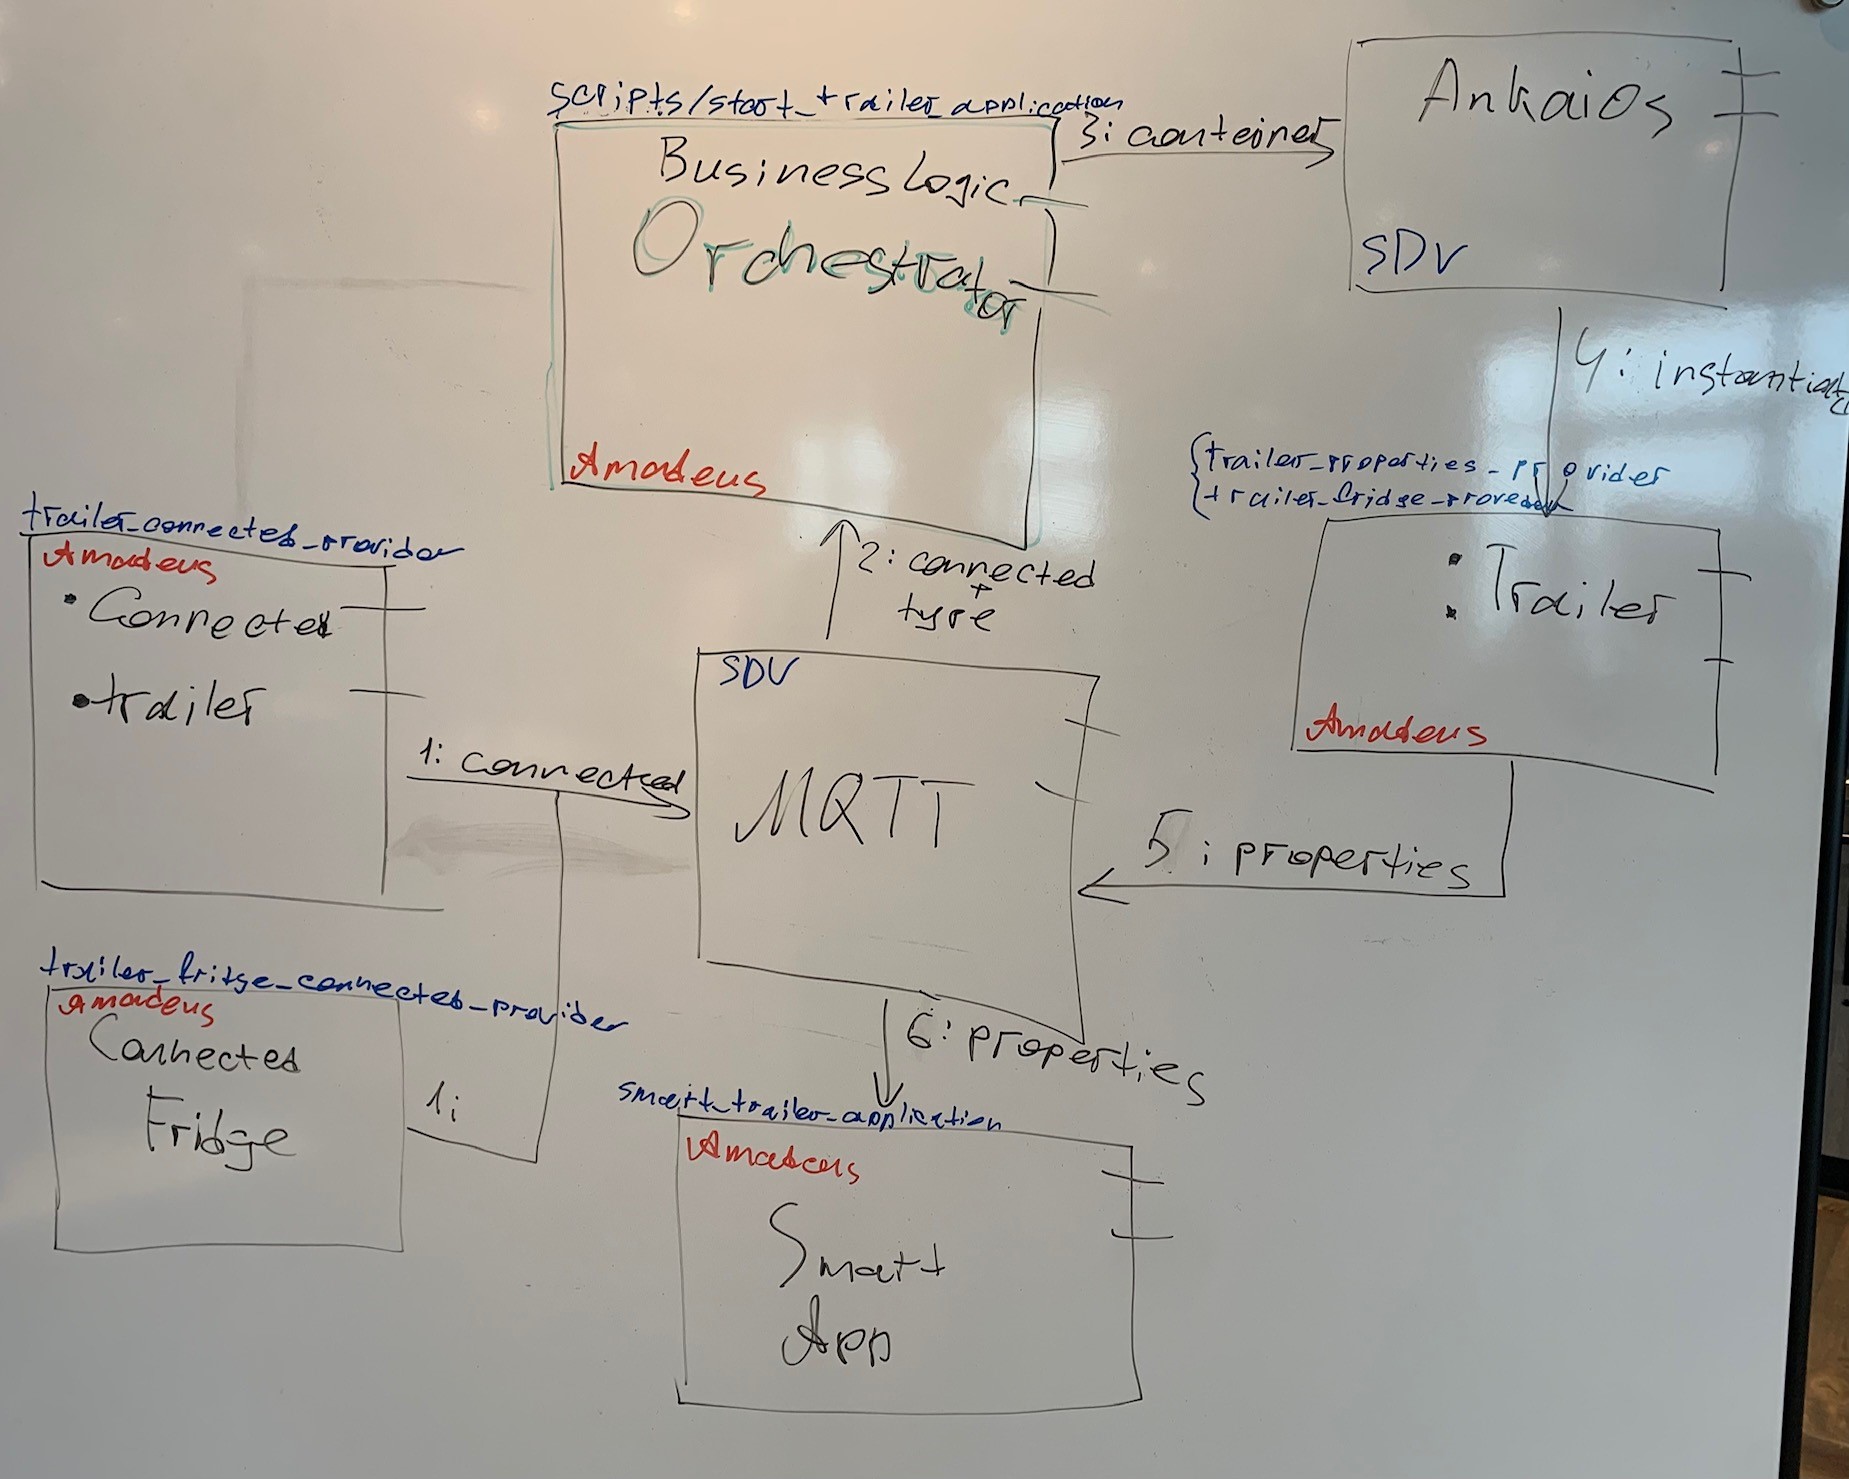 scripts/start_trailer_application
Business Logic
Orchestrator
Amadeus
3: container
Ankaios
SDV
4: instantiate
trailer_properties_provider
trailer_fridge_provider
: Trailer
Amadeus
trailer_connected_provider
Amadeus
• Connected
• trailer
1: connected
2: connected
+
type
SDV
MQTT
5: properties
trailer_fridge_connected_provider
Amadeus
Connected
Fridge
1:
6: properties
smart_trailer_application
Amadeus
Smart
App